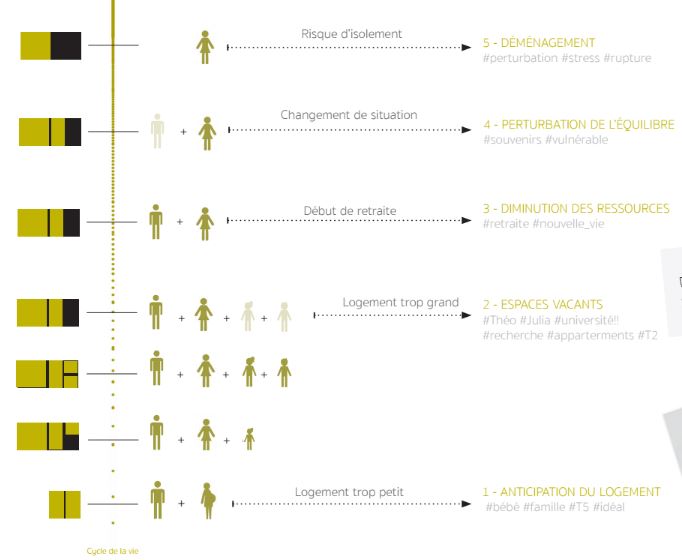 Risque d'isolement
5 - DÉMÉNAGEMENT
#perturbation #stress #rupture
Changement de situation
4 - PERTURBATION DE L'ÉQUILIBRE
#souvenirs #vulnérable
+
Début de retraite
3 - DIMINUTION DES RESSOURCES
#retraite #nouvelle_vie
+
Logement trop grand
2 - ESPACES VACANTS
#Théo #Julia #université!!
#recherche #apparterments #T2
+ + +
+ + +
+ +
Logement trop petit
1 - ANTICIPATION DU LOGEMENT
#bébé #famille #T5 #idéal
+
Cycle de la vie